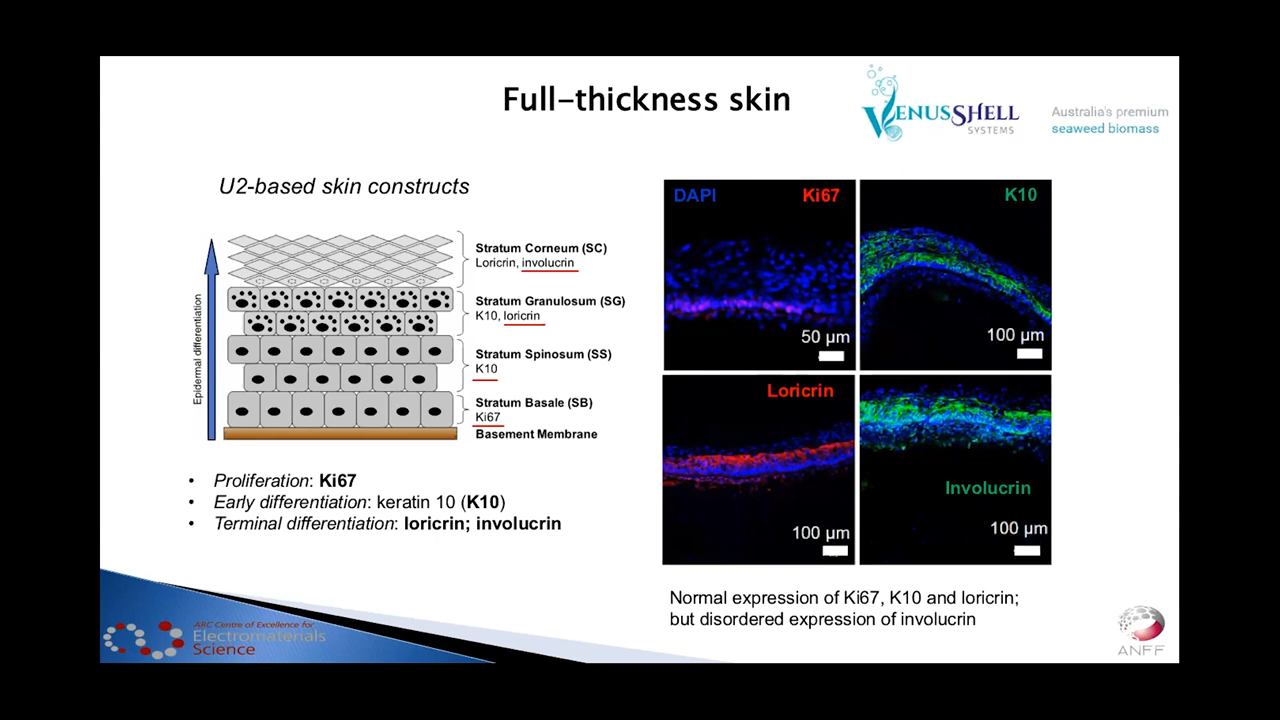 Full-thickness skin
VENUSSHELL
SYSTEMS
Australia's premium
seaweed biomass
U2-based skin constructs
Epidermal differentiation
Stratum Corneum (SC)
Loricrin, involucrin
Stratum Granulosum (SG)
K10, loricrin
Stratum Spinosum (SS)
K10
Stratum Basale (SB)
Ki67
Basement Membrane
• Proliferation: Ki67
• Early differentiation: keratin 10 (K10)
• Terminal differentiation: loricrin; involucrin
DAPI Ki67
50 µm
K10
100 µm
Loricrin
100 µm
Involucrin
100 µm
Normal expression of Ki67, K10 and loricrin;
but disordered expression of involucrin
ARC Centre of Excellence for
Electromaterials
Science
ANFF